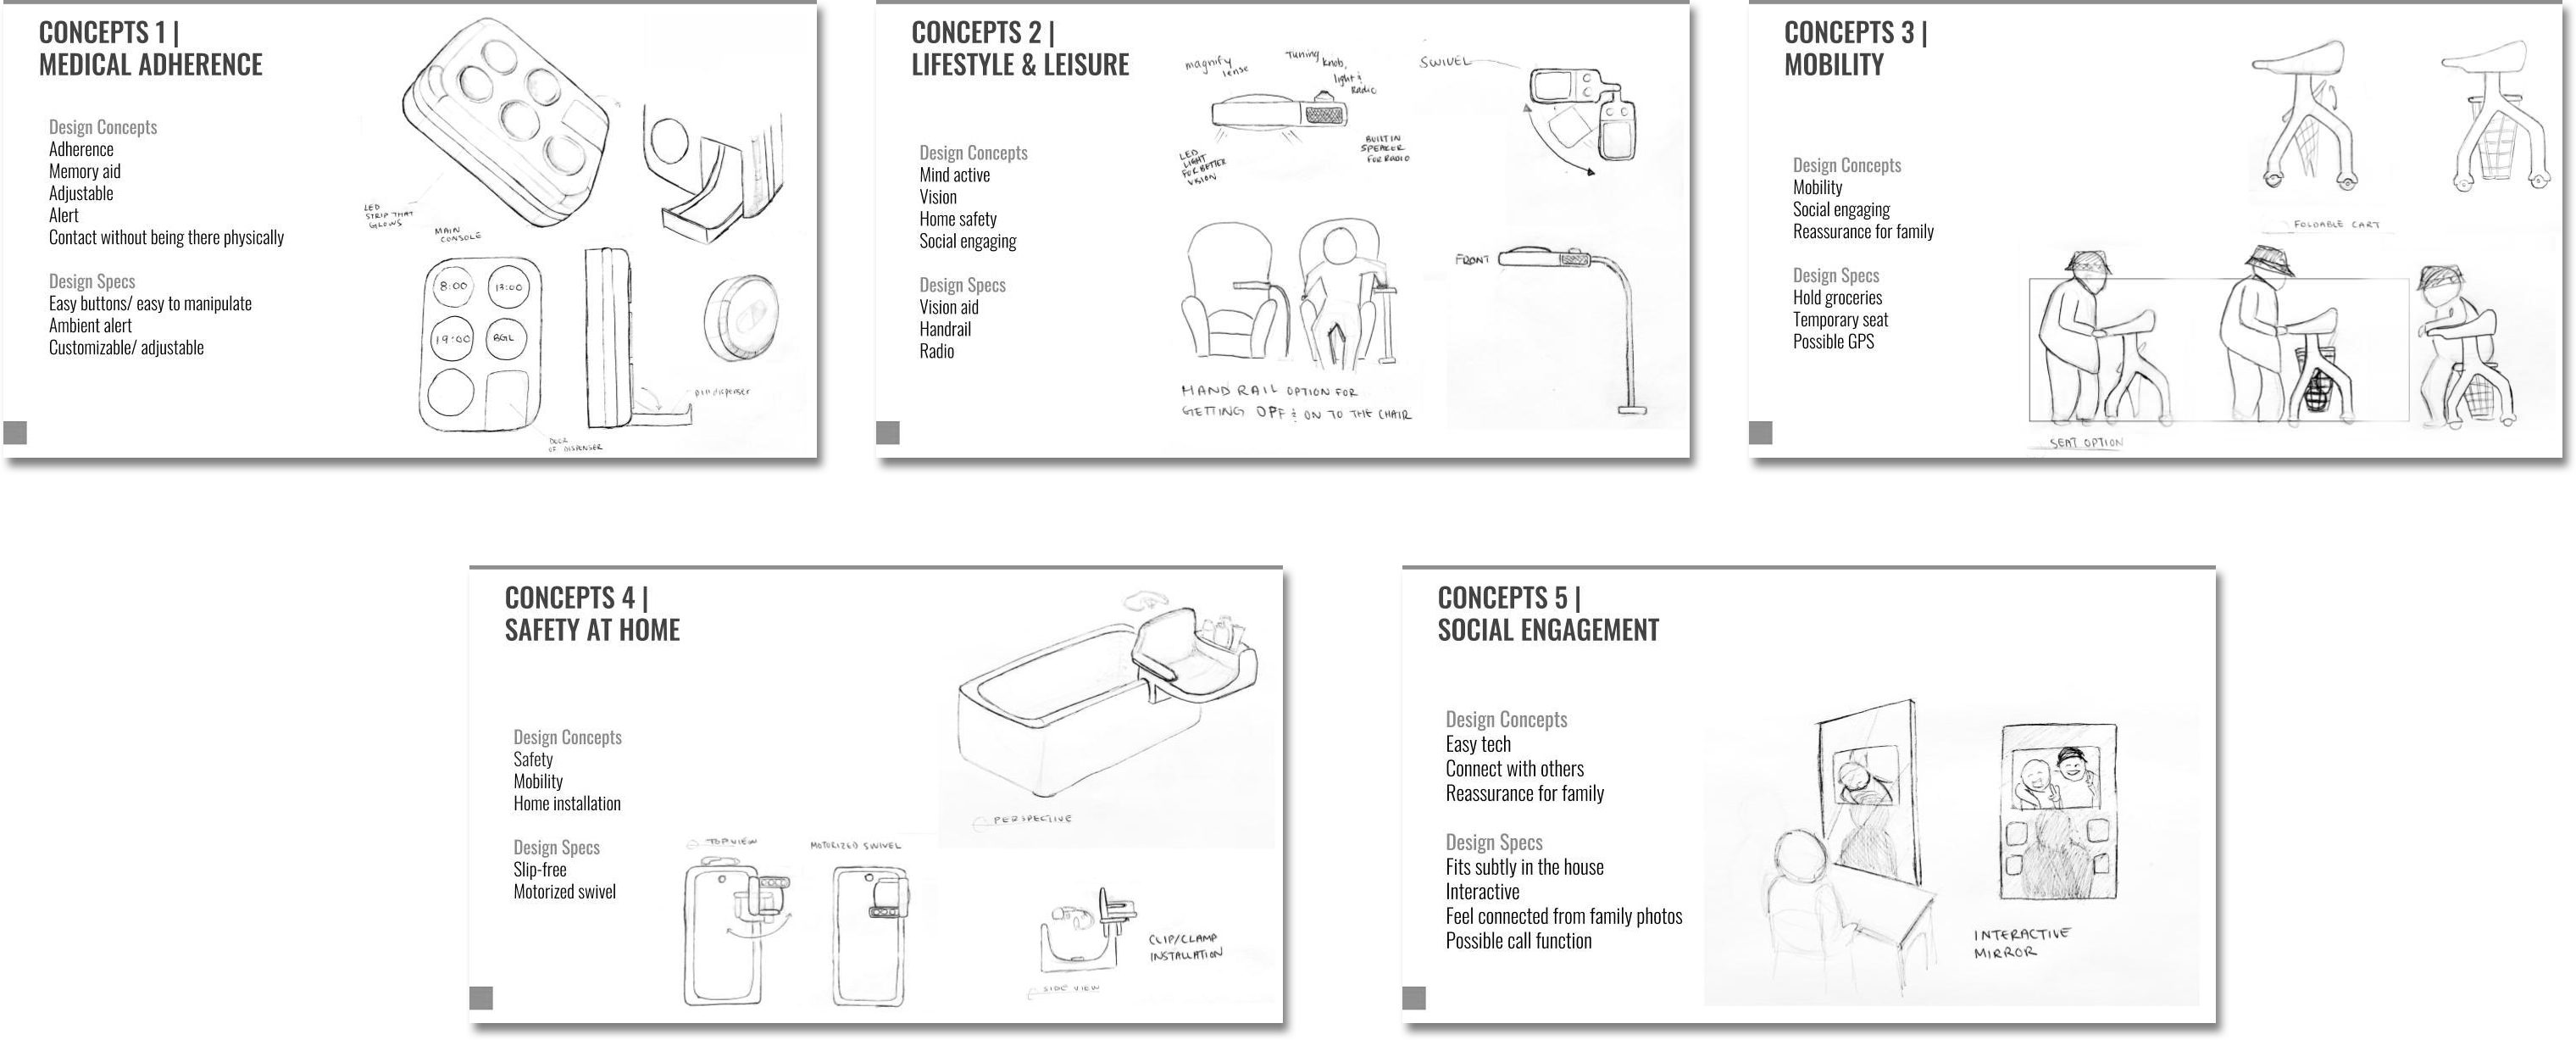 CONCEPTS 1 |
MEDICAL ADHERENCE
Design Concepts
Adherence
Memory aid
Adjustable
Alert
Contact without being there physically
Design Specs
Easy buttons/ easy to manipulate
Ambient alert
Customizable/ adjustable
LED
STRIP THAT
GLOWS
MAIN
CONSOLE
8:00
13:00
19:00
BGL
pill dispenser
DOOR
OF DISPENSER
CONCEPTS 2 |
LIFESTYLE & LEISURE
Design Concepts
Mind active
Vision
Home safety
Social engaging
Design Specs
Vision aid
Handrail
Radio
magnify
lense
Tuning
knob,
light &
Radio
LED
LIGHT
FOR BETTER
VISION
BUILT IN
SPEAKER
FOR RADIO
SWIVEL
FRONT
HAND RAIL OPTION FOR
GETTING OFF & ON TO THE CHAIR
CONCEPTS 3 |
MOBILITY
Design Concepts
Mobility
Social engaging
Reassurance for family
Design Specs
Hold groceries
Temporary seat
Possible GPS
FOLDABLE CART
SEAT OPTION
CONCEPTS 4 |
SAFETY AT HOME
Design Concepts
Safety
Mobility
Home installation
Design Specs
Slip-free
Motorized swivel
PERSPECTIVE
TOP VIEW
MOTORIZED SWIVEL
CLIP/CLAMP
INSTALLATION
SIDE VIEW
CONCEPTS 5 |
SOCIAL ENGAGEMENT
Design Concepts
Easy tech
Connect with others
Reassurance for family
Design Specs
Fits subtly in the house
Interactive
Feel connected from family photos
Possible call function
INTERACTIVE
MIRROR